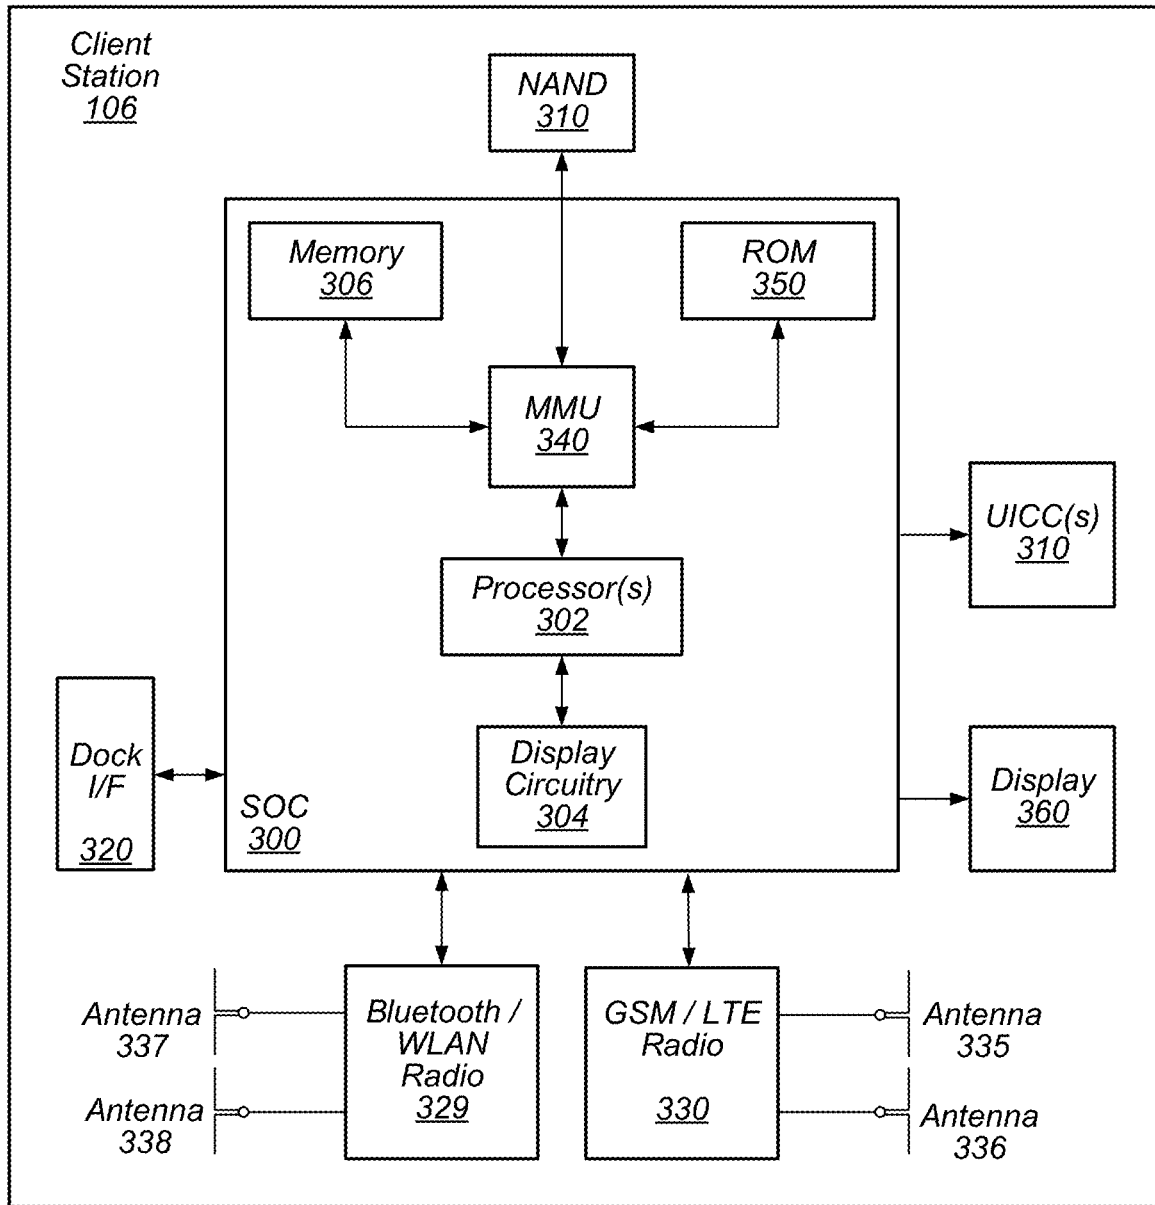 Client
Station
106
NAND
310
Memory
306
ROM
350
MMU
340
UICC(s)
310
Processor(s)
302
Dock
I/F
320
Display
Circuitry
304
SOC
300
Display
360
Antenna
337
Antenna
338
Bluetooth /
WLAN
Radio
329
GSM / LTE
Radio
330
Antenna
335
Antenna
336